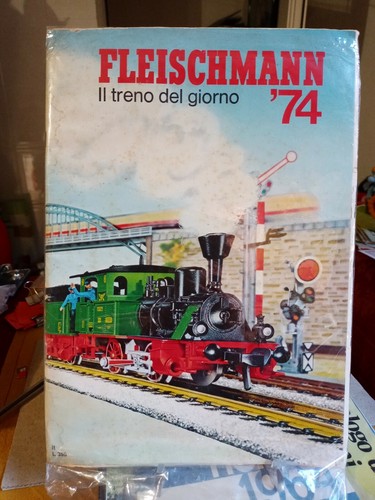 FLEISCHMANN
Il treno del giorno
'74